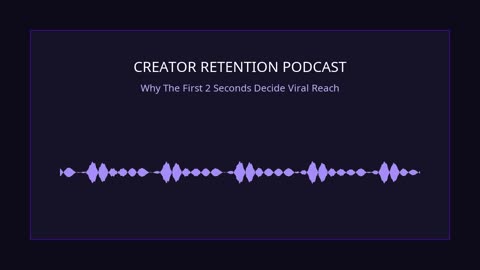 CREATOR RETENTION PODCAST
Why The First 2 Seconds Decide Viral Reach